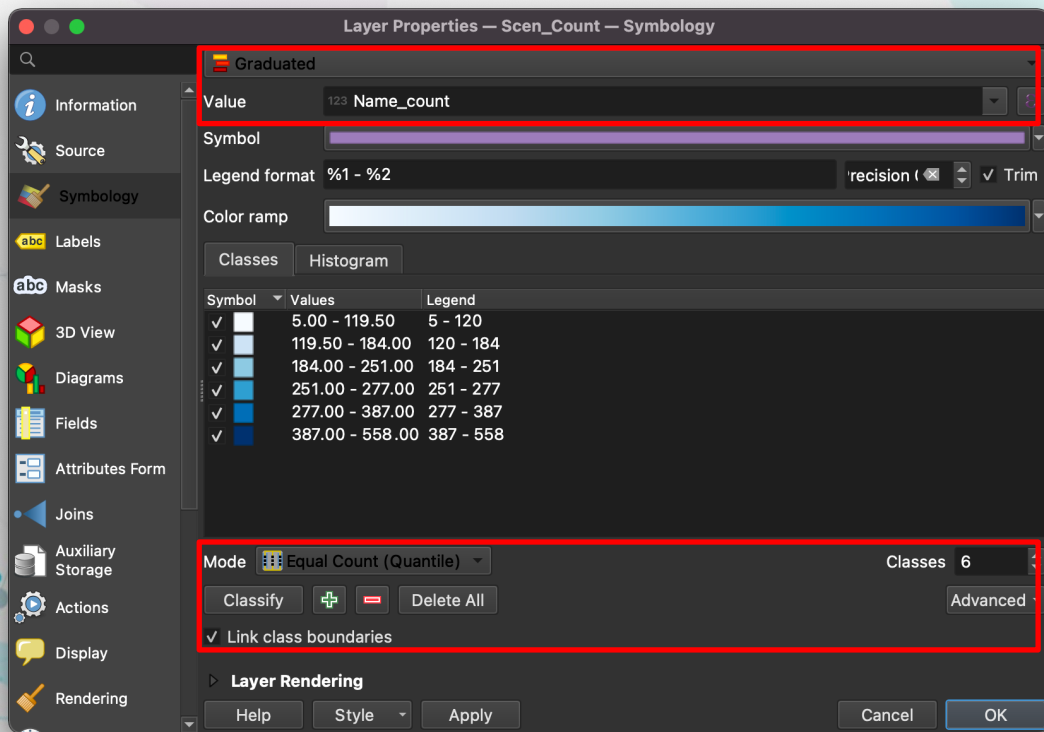 Layer Properties — Scen_Count — Symbology
Graduated
Information
Value 123 Name_count
Symbol
Source
Legend format %1 - %2 recision ( Trim
Symbology
Color ramp
abc Labels
Classes Histogram
abc Masks
Symbol Values Legend
5.00 - 119.50 5 - 120
3D View
119.50 - 184.00 120 - 184
184.00 - 251.00 184 - 251
Diagrams
251.00 - 277.00 251 - 277
277.00 - 387.00 277 - 387
Fields
387.00 - 558.00 387 - 558
Attributes Form
Joins
Auxiliary
Storage
Mode Equal Count (Quantile) Classes 6
Classify Delete All Advanced
Actions
Link class boundaries
Display
Layer Rendering
Rendering
Help Style Apply Cancel OK